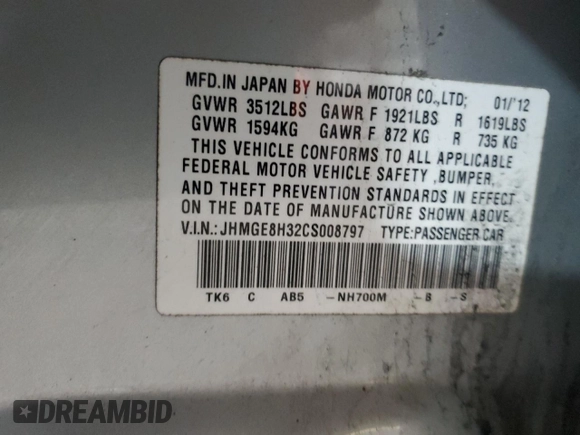 MFD.IN JAPAN BY HONDA MOTOR CO.,LTD; 01/'12
GVWR 3512LBS GAWR F 1921LBS R 1619LBS
GVWR 1594KG GAWR F 872 KG R 735 KG
THIS VEHICLE CONFORMS TO ALL APPLICABLE
FEDERAL MOTOR VEHICLE SAFETY ,BUMPER,
AND THEFT PREVENTION STANDARDS IN EFFECT
ON THE DATE OF MANUFACTURE SHOWN ABOVE.
V.I.N.:JHMGE8H32CS008797 TYPE:PASSENGER CAR
TK6 C AB5 -NH700M -B -S
DREAMBID